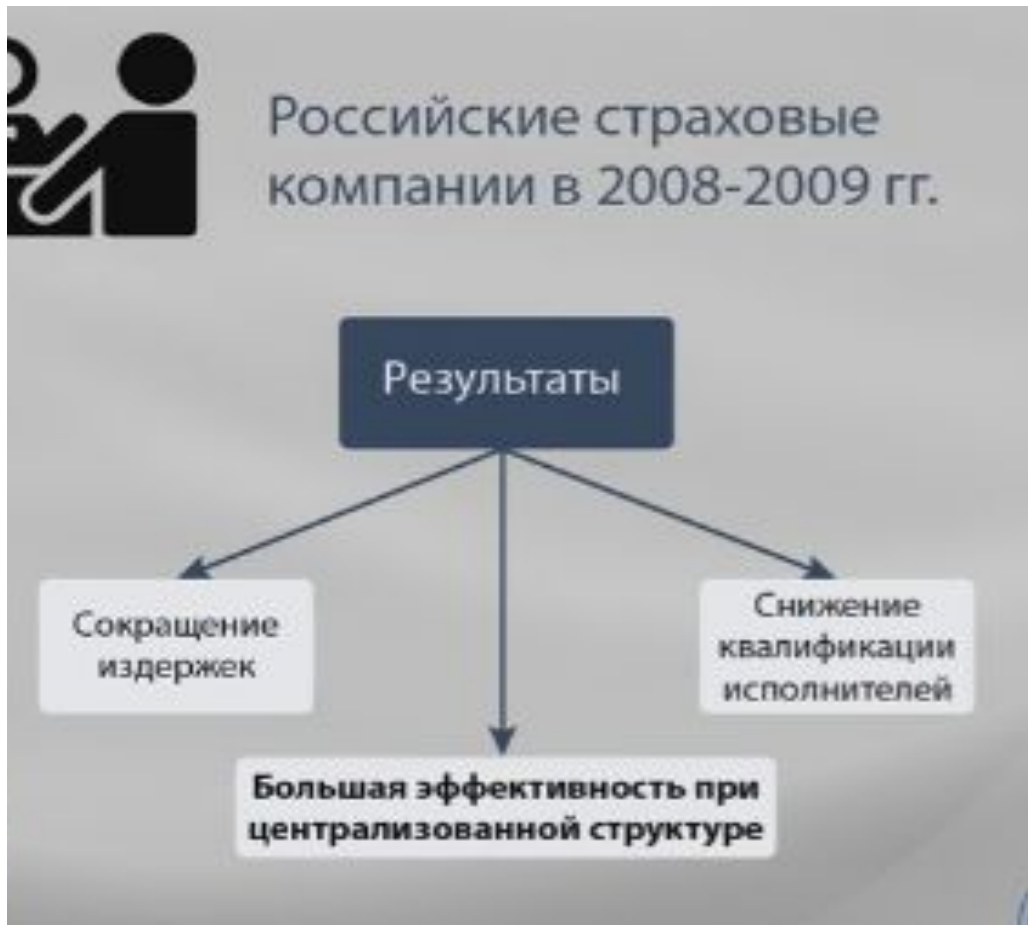 Российские страховые
компании в 2008-2009 гг.
Результаты
Сокращение
издержек
Снижение
квалификации
исполнителей
Большая эффективность при
централизованной структуре